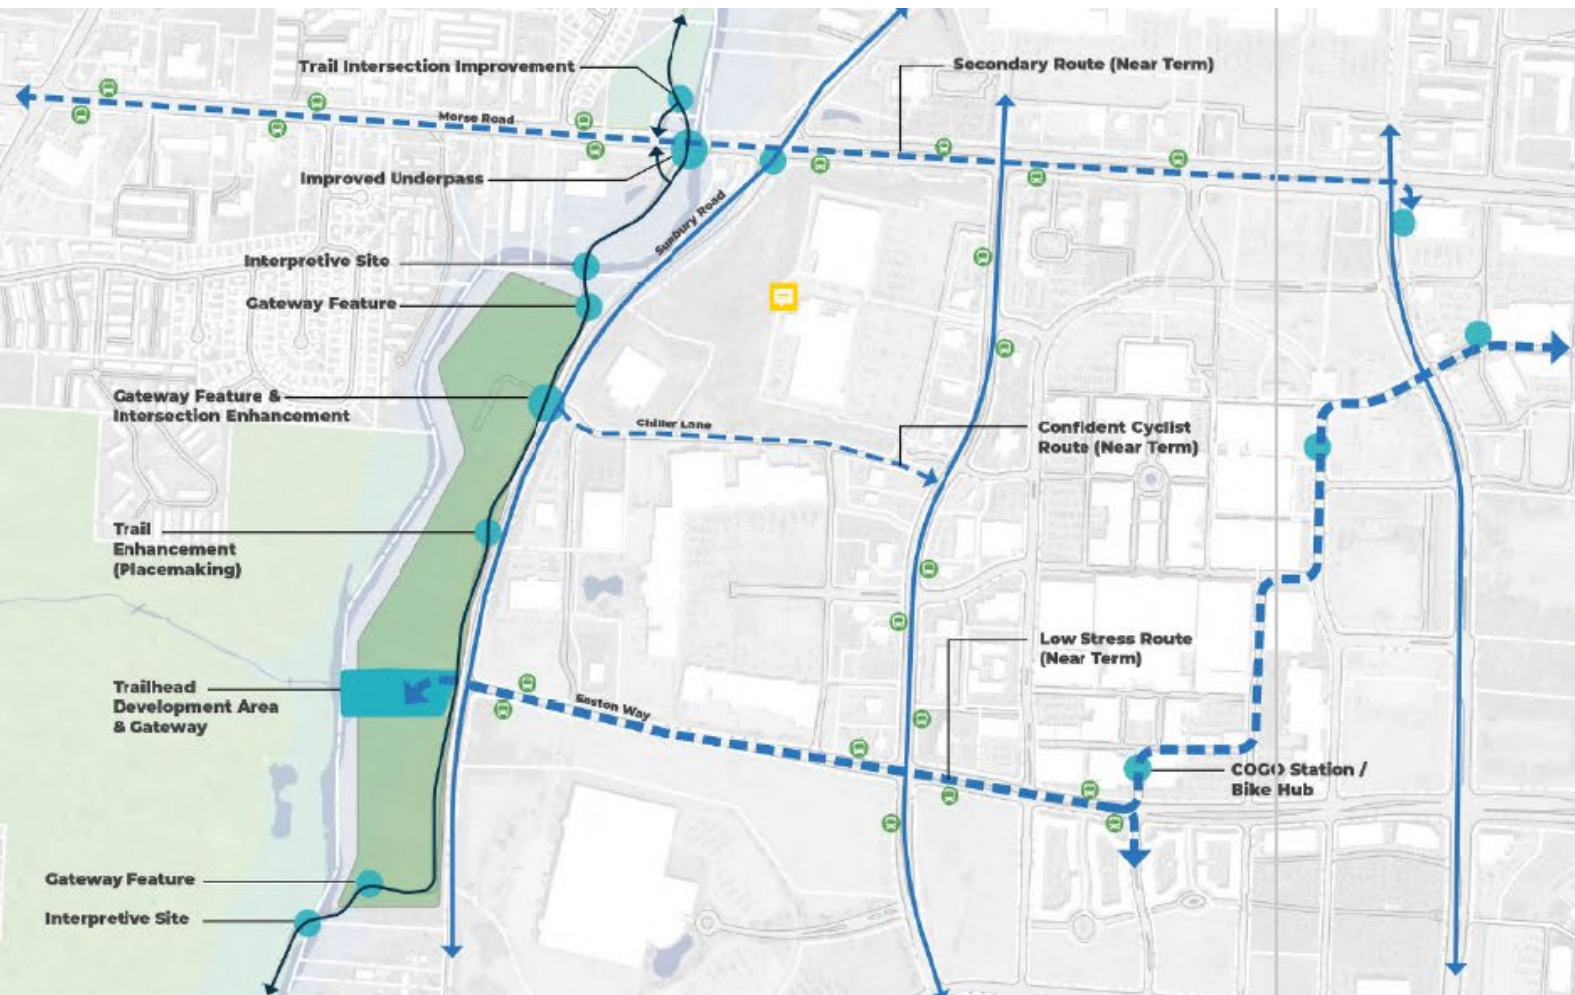 Trail Intersection Improvement
Secondary Route (Near Term)
Morse Road
Improved Underpass
Sunbury Road
Interpretive Site
Gateway Feature
Gateway Feature &
Intersection Enhancement
Chiller Lane
Confident Cyclist
Route (Near Term)
Trail
Enhancement
(Placemaking)
Low Stress Route
(Near Term)
Trailhead
Development Area
& Gateway
Easton Way
COGO Station /
Bike Hub
Gateway Feature
Interpretive Site